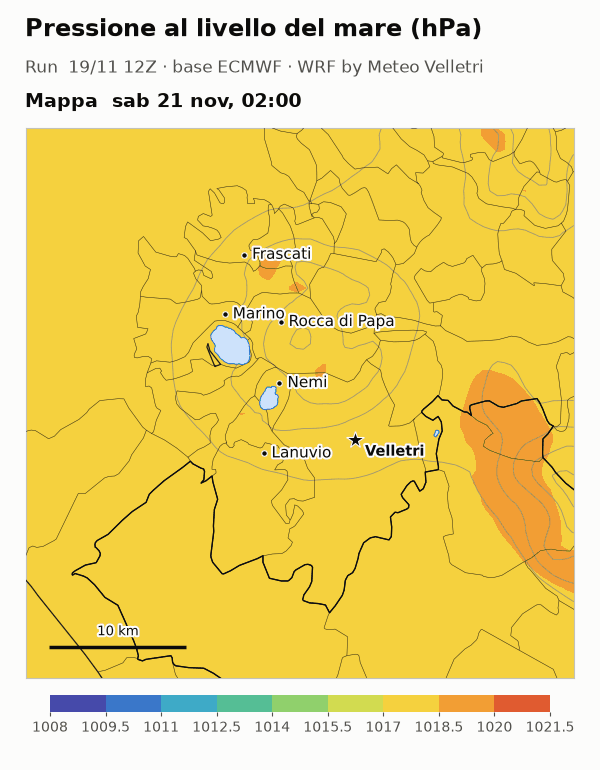 Pressione al livello del mare (hPa)
Run  19/11 12Z · base ECMWF · WRF by Meteo Velletri
Mappa  sab 21 nov, 02:00
Frascati
Marino
Rocca di Papa
Nemi
Velletri
Lanuvio
10 km
1008 1009.5 1011 1012.5 1014 1015.5 1017 1018.5 1020 1021.5